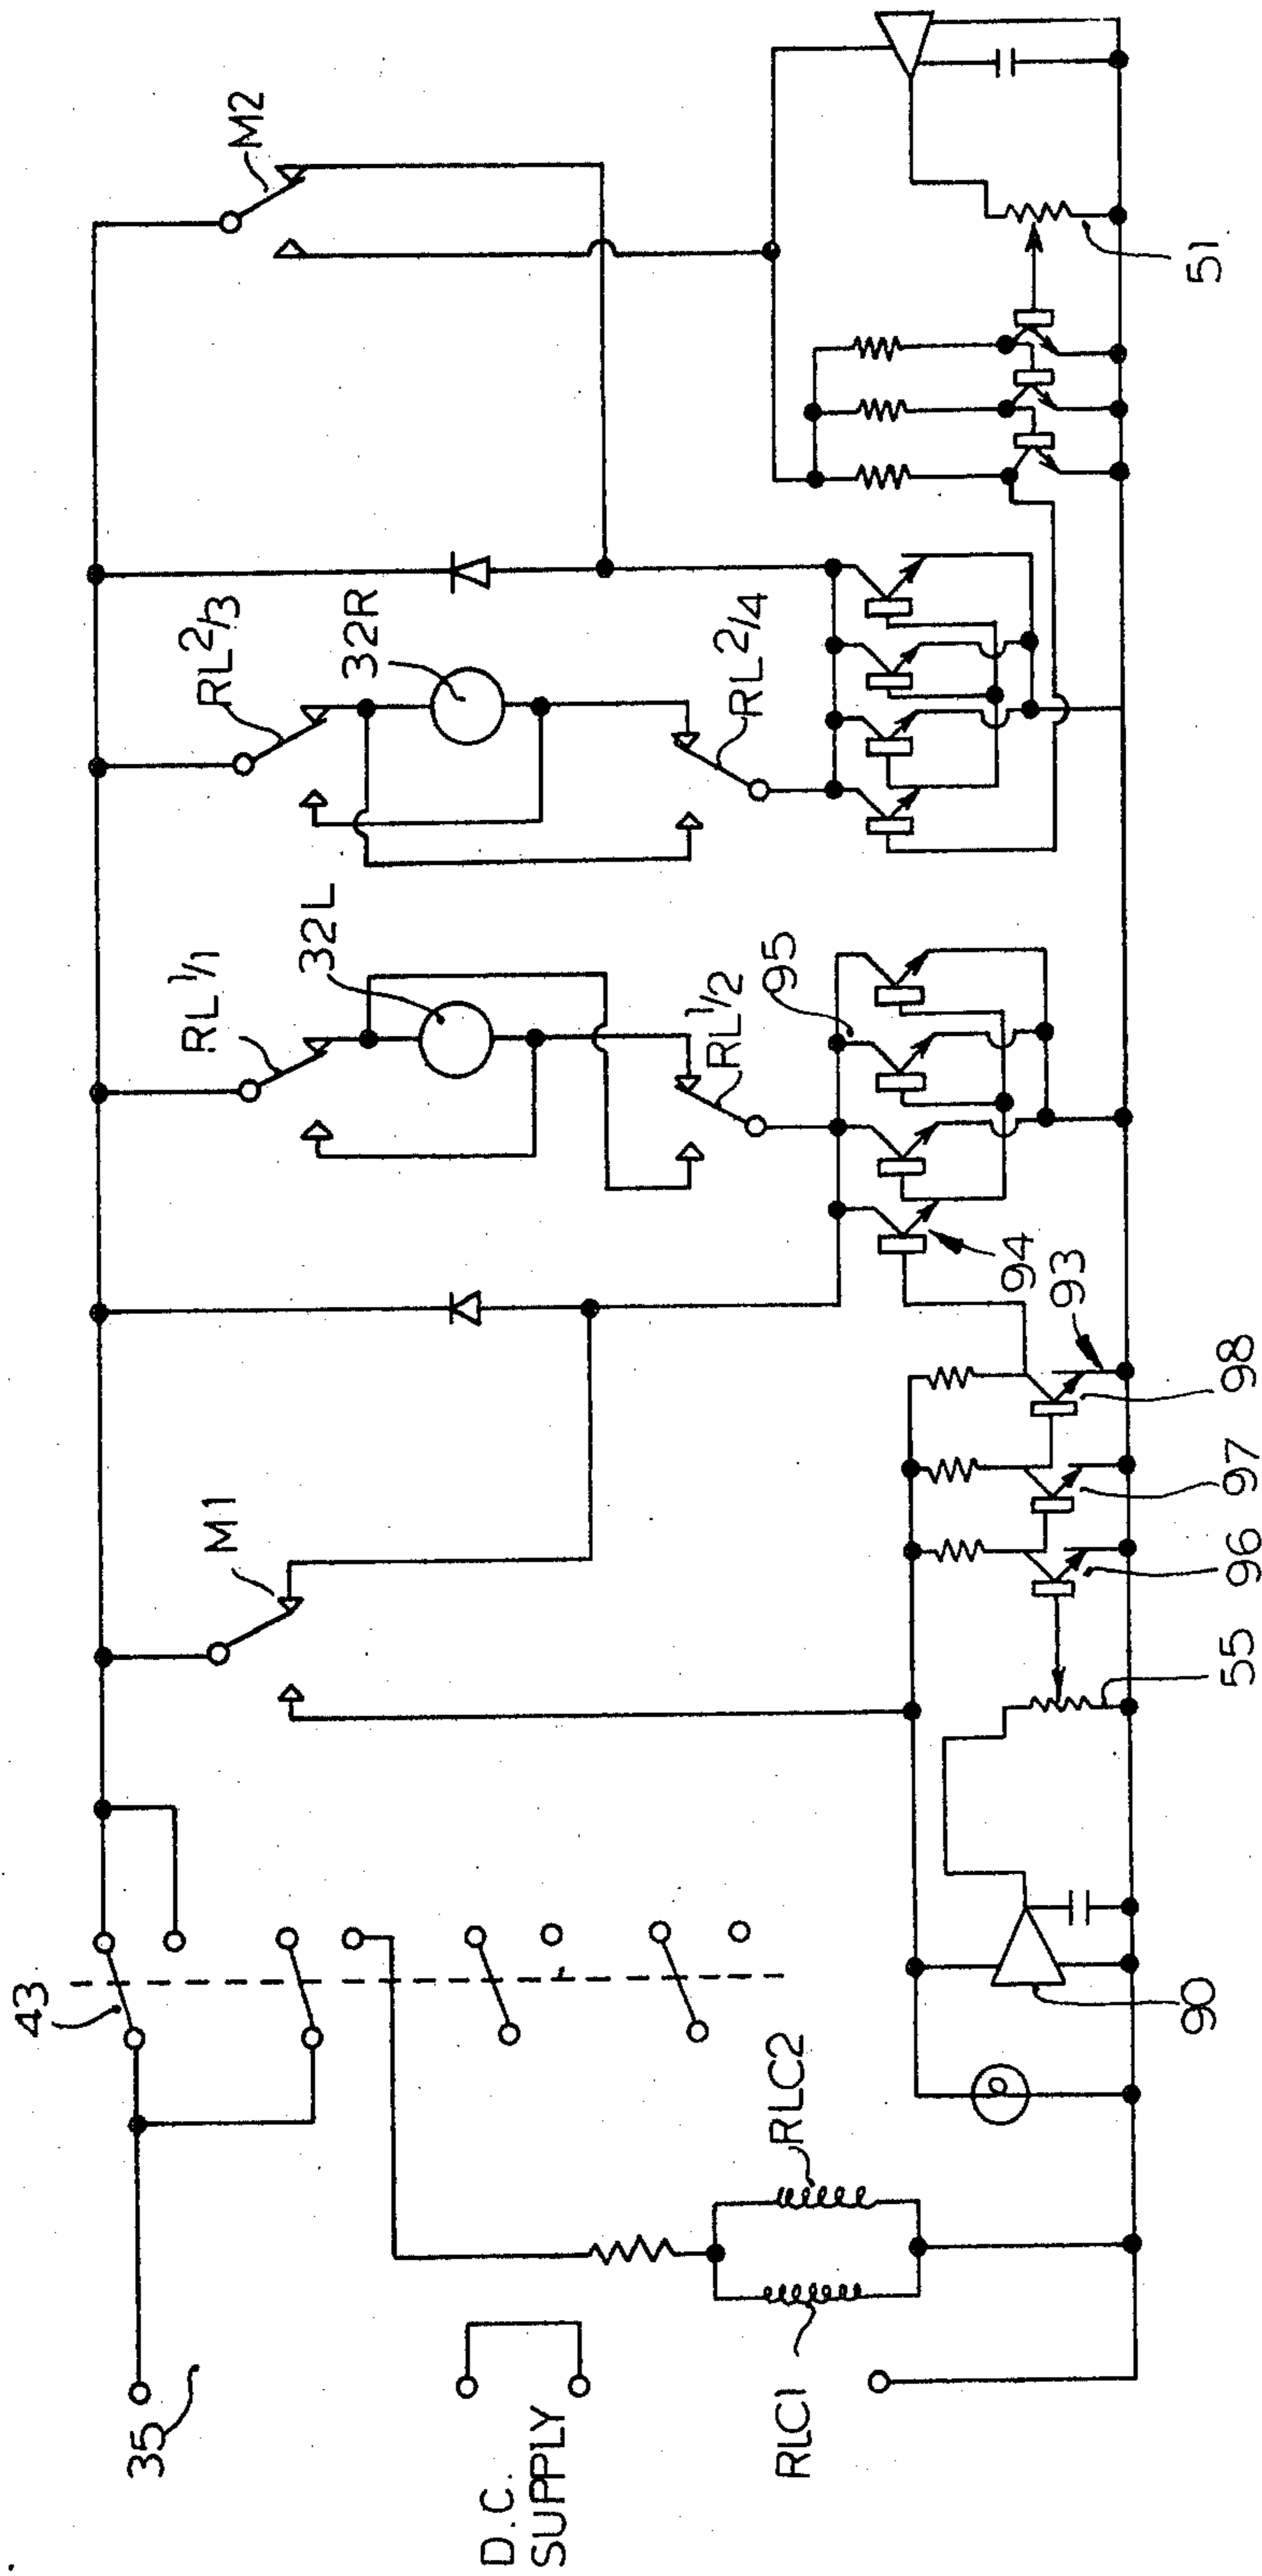 35
D.C.
SUPPLY
43
RLC1
RLC2
90
M1
55
96
97
98
93
94
95
RL1/1
32L
RL1/2
RL2/3
32R
RL2/4
M2
51